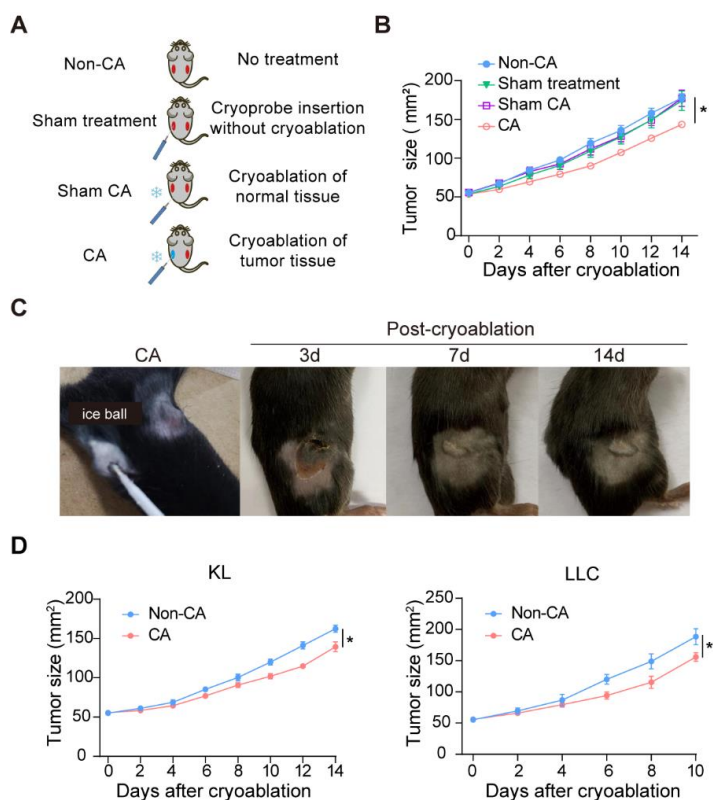 A
Non-CA
No treatment
Sham treatment
Cryoprobe insertion
without cryoablation
Sham CA
Cryoablation of
normal tissue
CA
Cryoablation of
tumor tissue
B
Non-CA
Sham treatment
Sham CA
CA
Tumor size ( mm²)
200
150
100
50
0
0 2 4 6 8 10 12 14
Days after cryoablation
*
C
Post-cryoablation
CA 3d 7d 14d
ice ball
D
KL
Non-CA
CA
Tumor size (mm²)
200
150
100
50
0
0 2 4 6 8 10 12 14
Days after cryoablation
*
LLC
Non-CA
CA
Tumor size (mm²)
250
200
150
100
50
0
0 2 4 6 8 10
Days after cryoablation
*